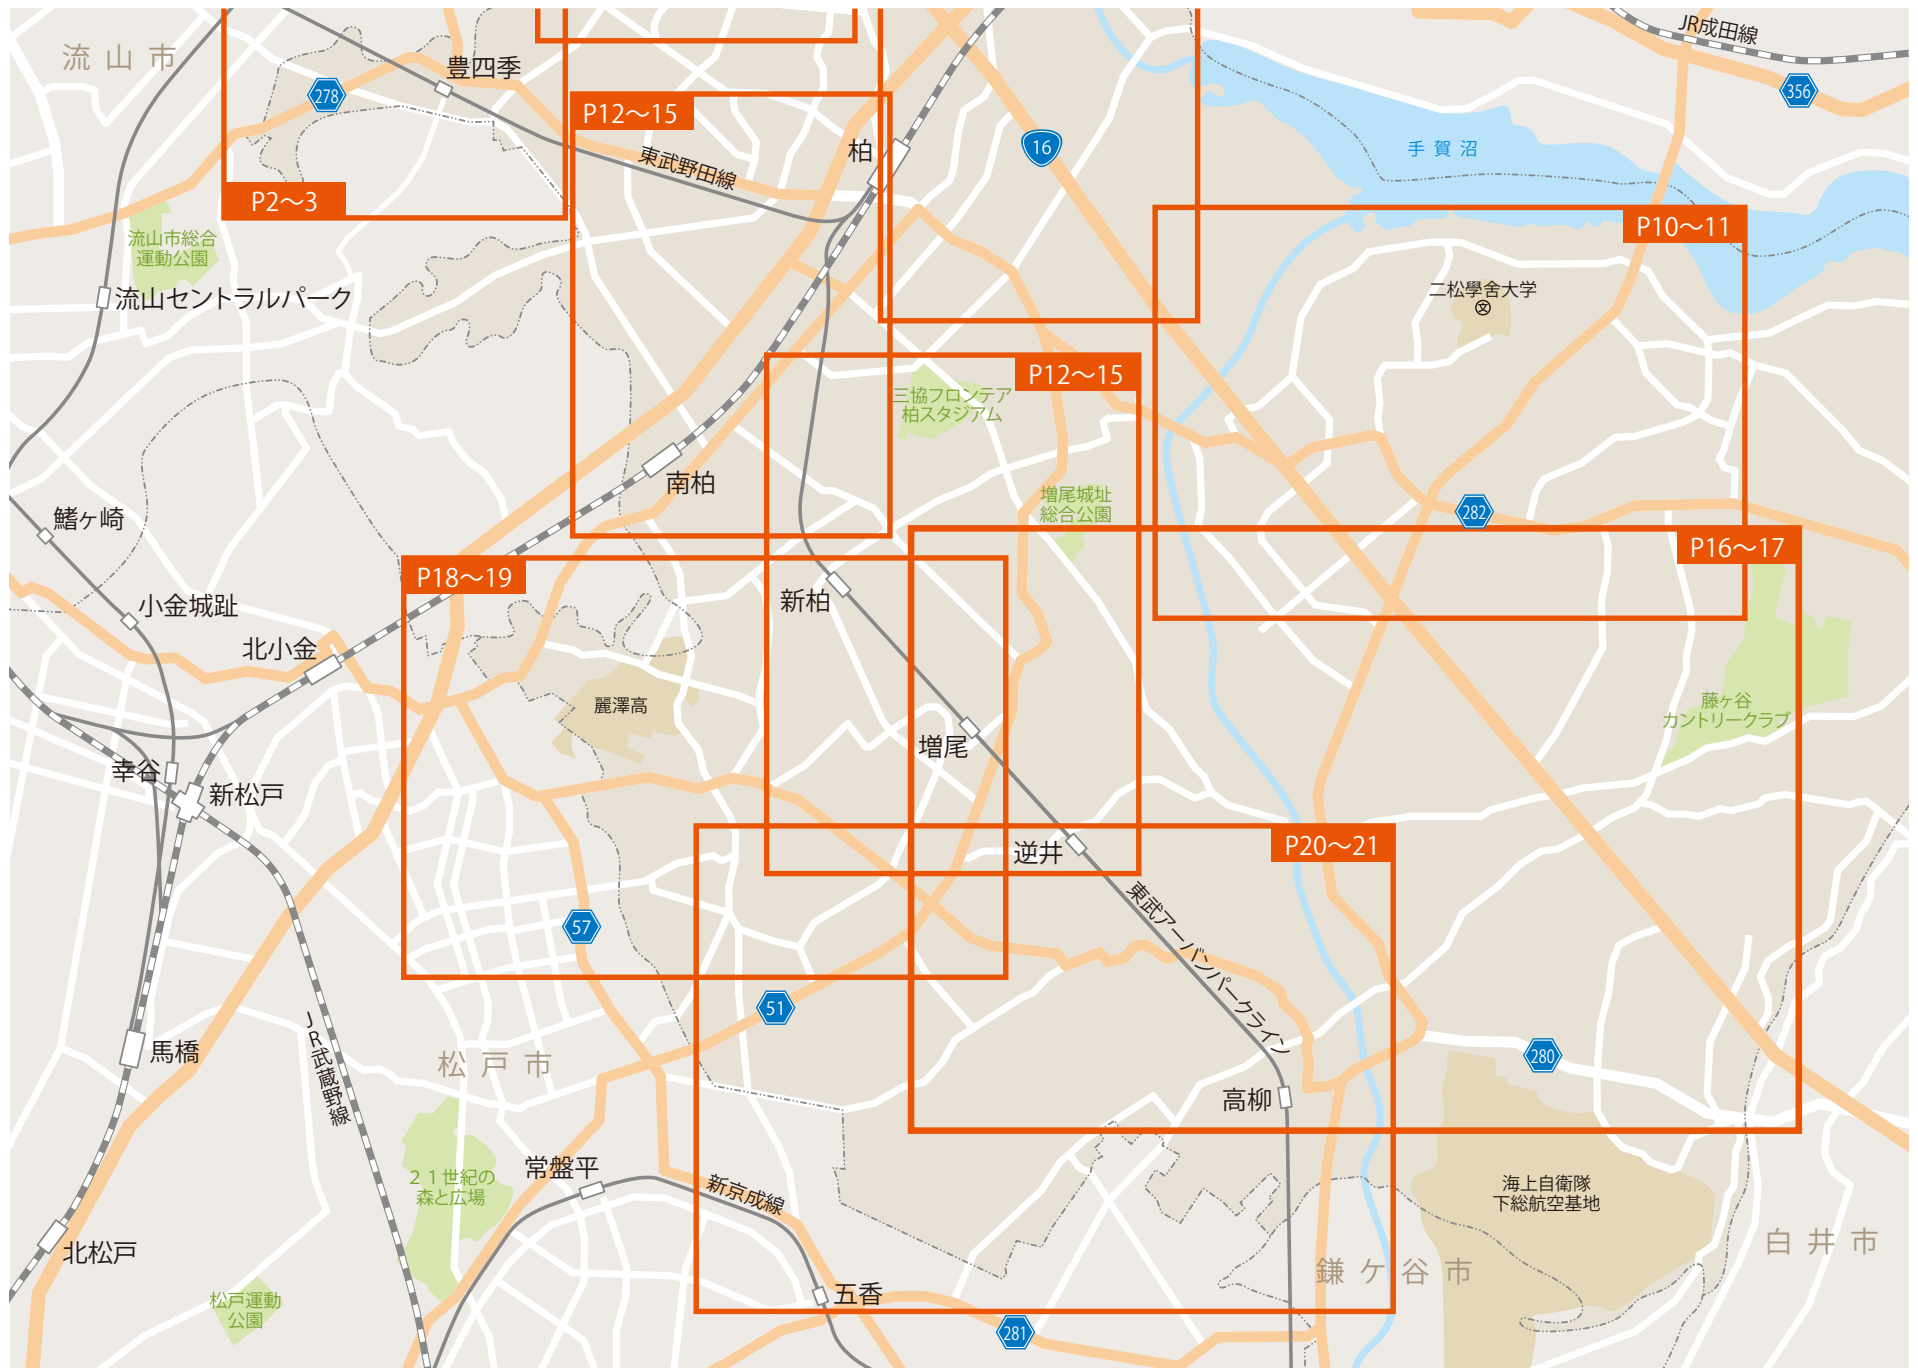 流山市
豊四季
278
P2〜3
P12〜15
東武野田線
柏
16
JR成田線
356
手賀沼
P10〜11
二松學舎大学
文
流山市総合
運動公園
流山セントラルパーク
P12〜15
三協フロンテア
柏スタジアム
南柏
増尾城址
総合公園
282
P16〜17
鰭ヶ崎
P18〜19
新柏
小金城趾
北小金
麗澤高
増尾
藤ヶ谷
カントリークラブ
幸谷
新松戸
逆井
P20〜21
57
東武アーバンパークライン
51
馬橋
JR武蔵野線
松戸市
280
高柳
21世紀の
森と広場
常盤平
新京成線
海上自衛隊
下総航空基地
北松戸
白井市
鎌ケ谷市
松戸運動
公園
五香
281